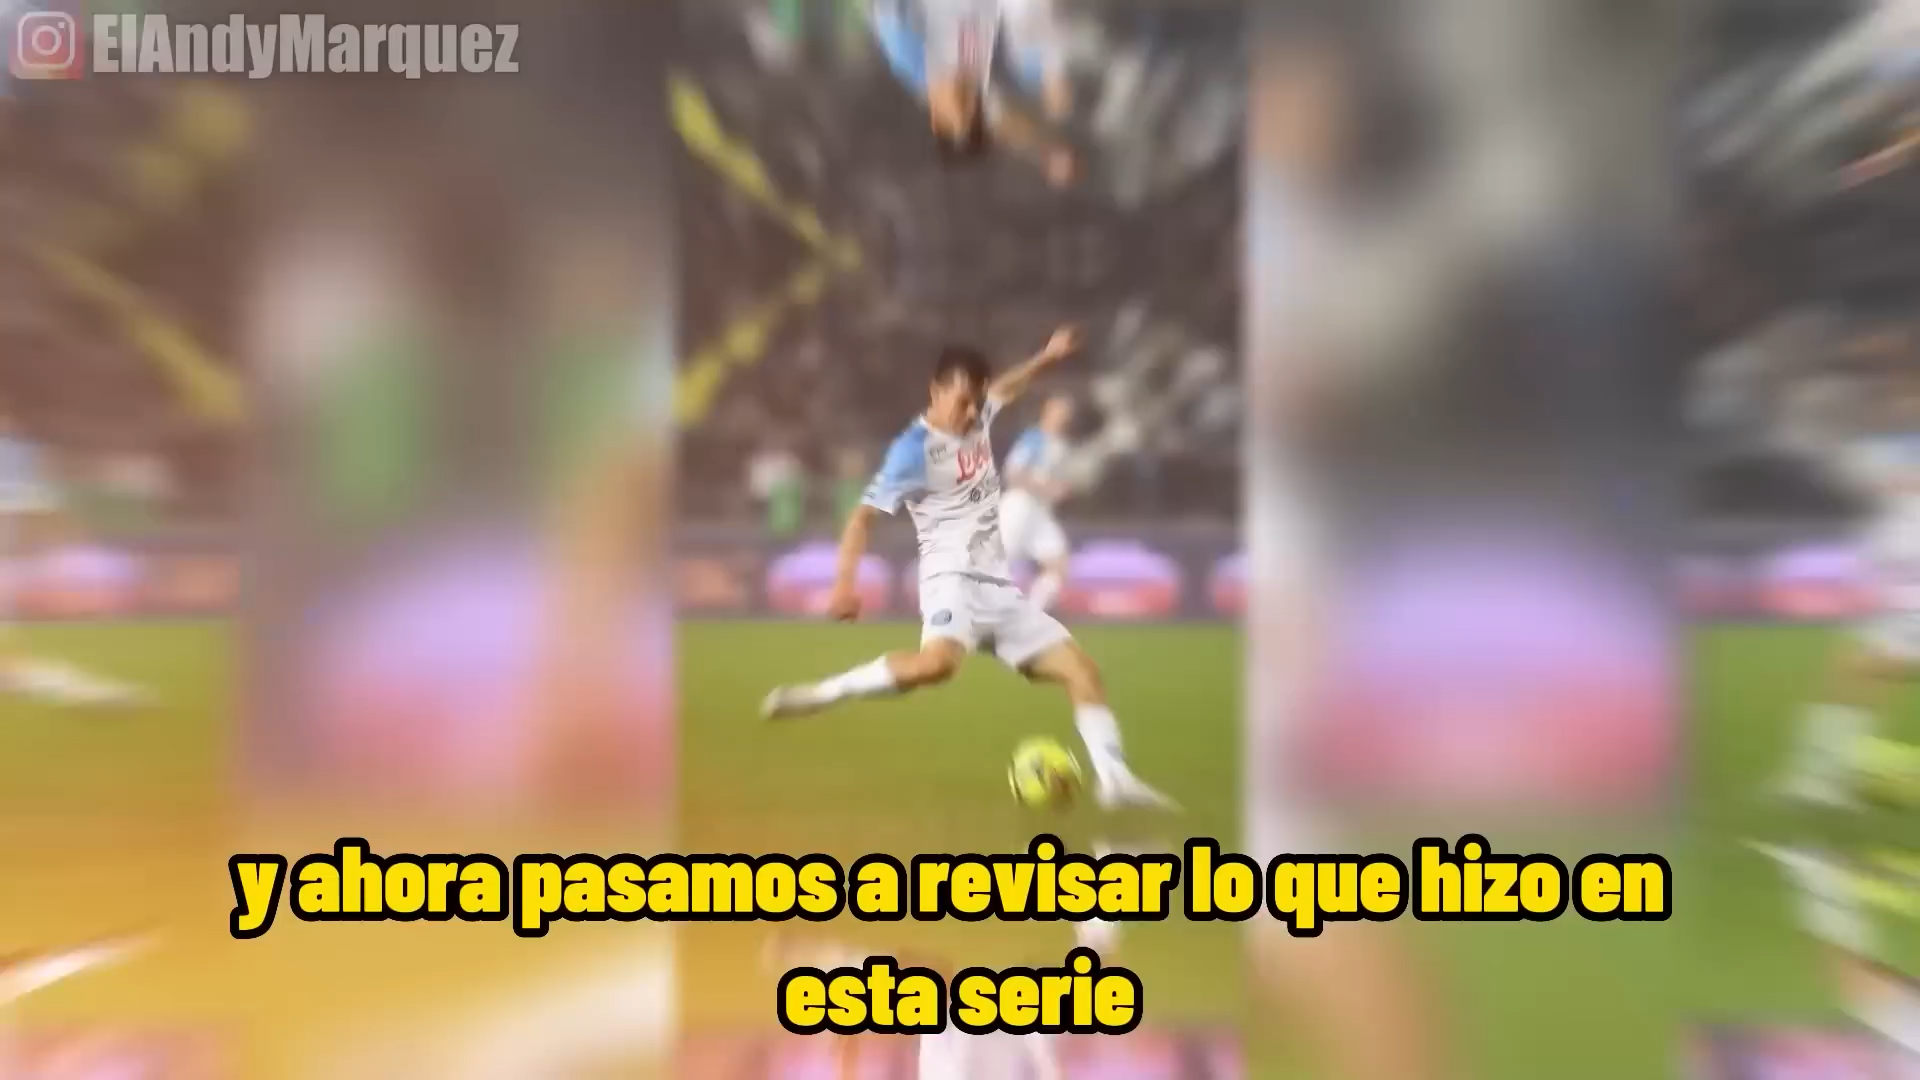 ElAndyMarquez
y ahora pasamos a revisar lo que hizo en
esta serie